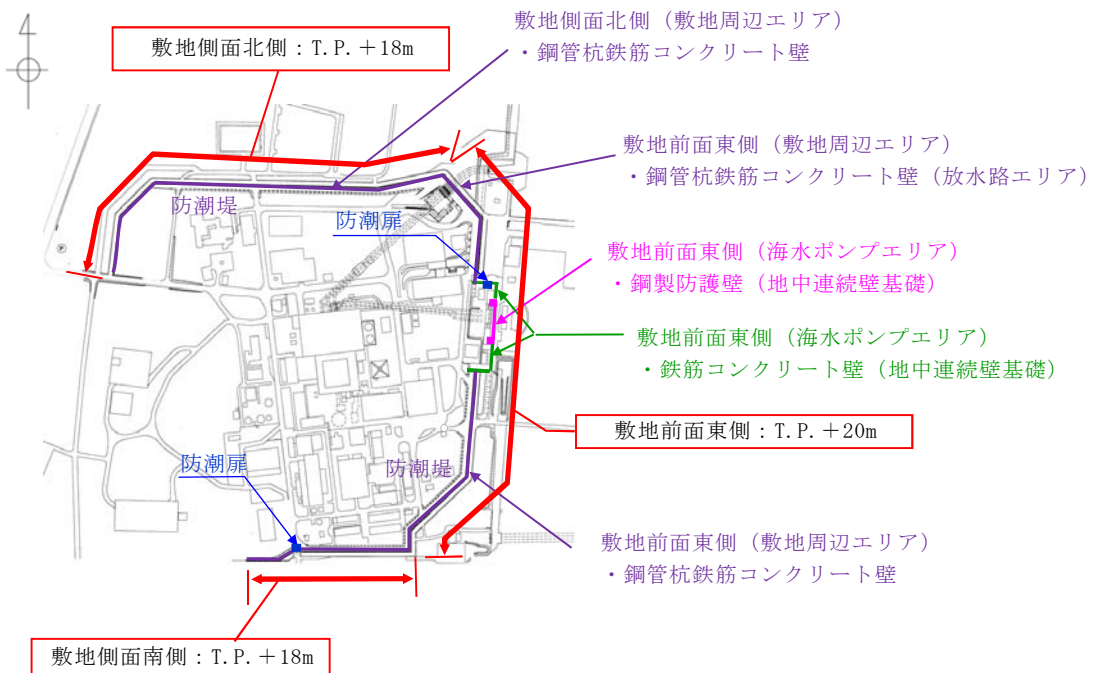 敷地側面北側（敷地周辺エリア）
・鋼管杭鉄筋コンクリート壁
敷地側面北側：T.P.＋18m
敷地前面東側（敷地周辺エリア）
・鋼管杭鉄筋コンクリート壁（放水路エリア）
防潮堤
防潮扉
敷地前面東側（海水ポンプエリア）
・鋼製防護壁（地中連続壁基礎）
敷地前面東側（海水ポンプエリア）
・鉄筋コンクリート壁（地中連続壁基礎）
敷地前面東側：T.P.＋20m
防潮扉
防潮堤
敷地前面東側（敷地周辺エリア）
・鋼管杭鉄筋コンクリート壁
敷地側面南側：T.P.＋18m